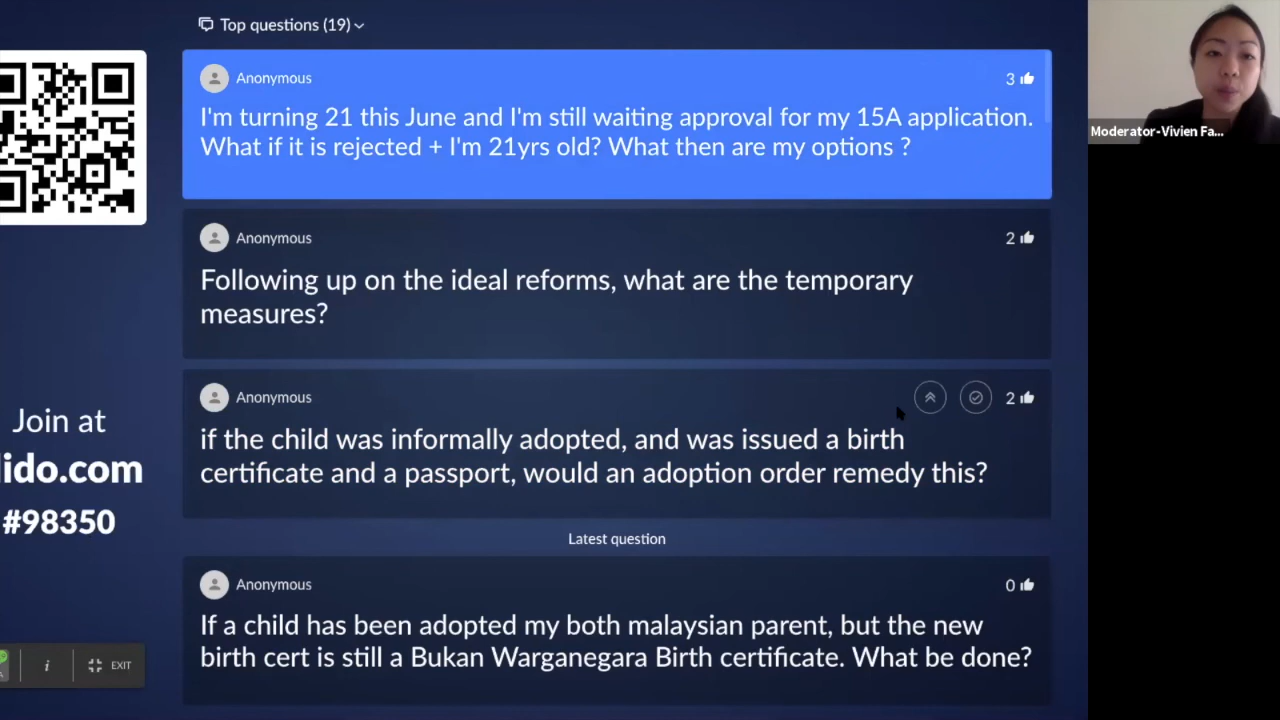 Top questions (19)
Anonymous
3
I'm turning 21 this June and I'm still waiting approval for my 15A application.
What if it is rejected + I'm 21yrs old? What then are my options ?
Anonymous
2
Following up on the ideal reforms, what are the temporary
measures?
Anonymous
2
if the child was informally adopted, and was issued a birth
certificate and a passport, would an adoption order remedy this?
Latest question
Anonymous
0
If a child has been adopted my both malaysian parent, but the new
birth cert is still a Bukan Warganegara Birth certificate. What be done?
Join at
lido.com
#98350
i
EXIT
Moderator-Vivien Fa...